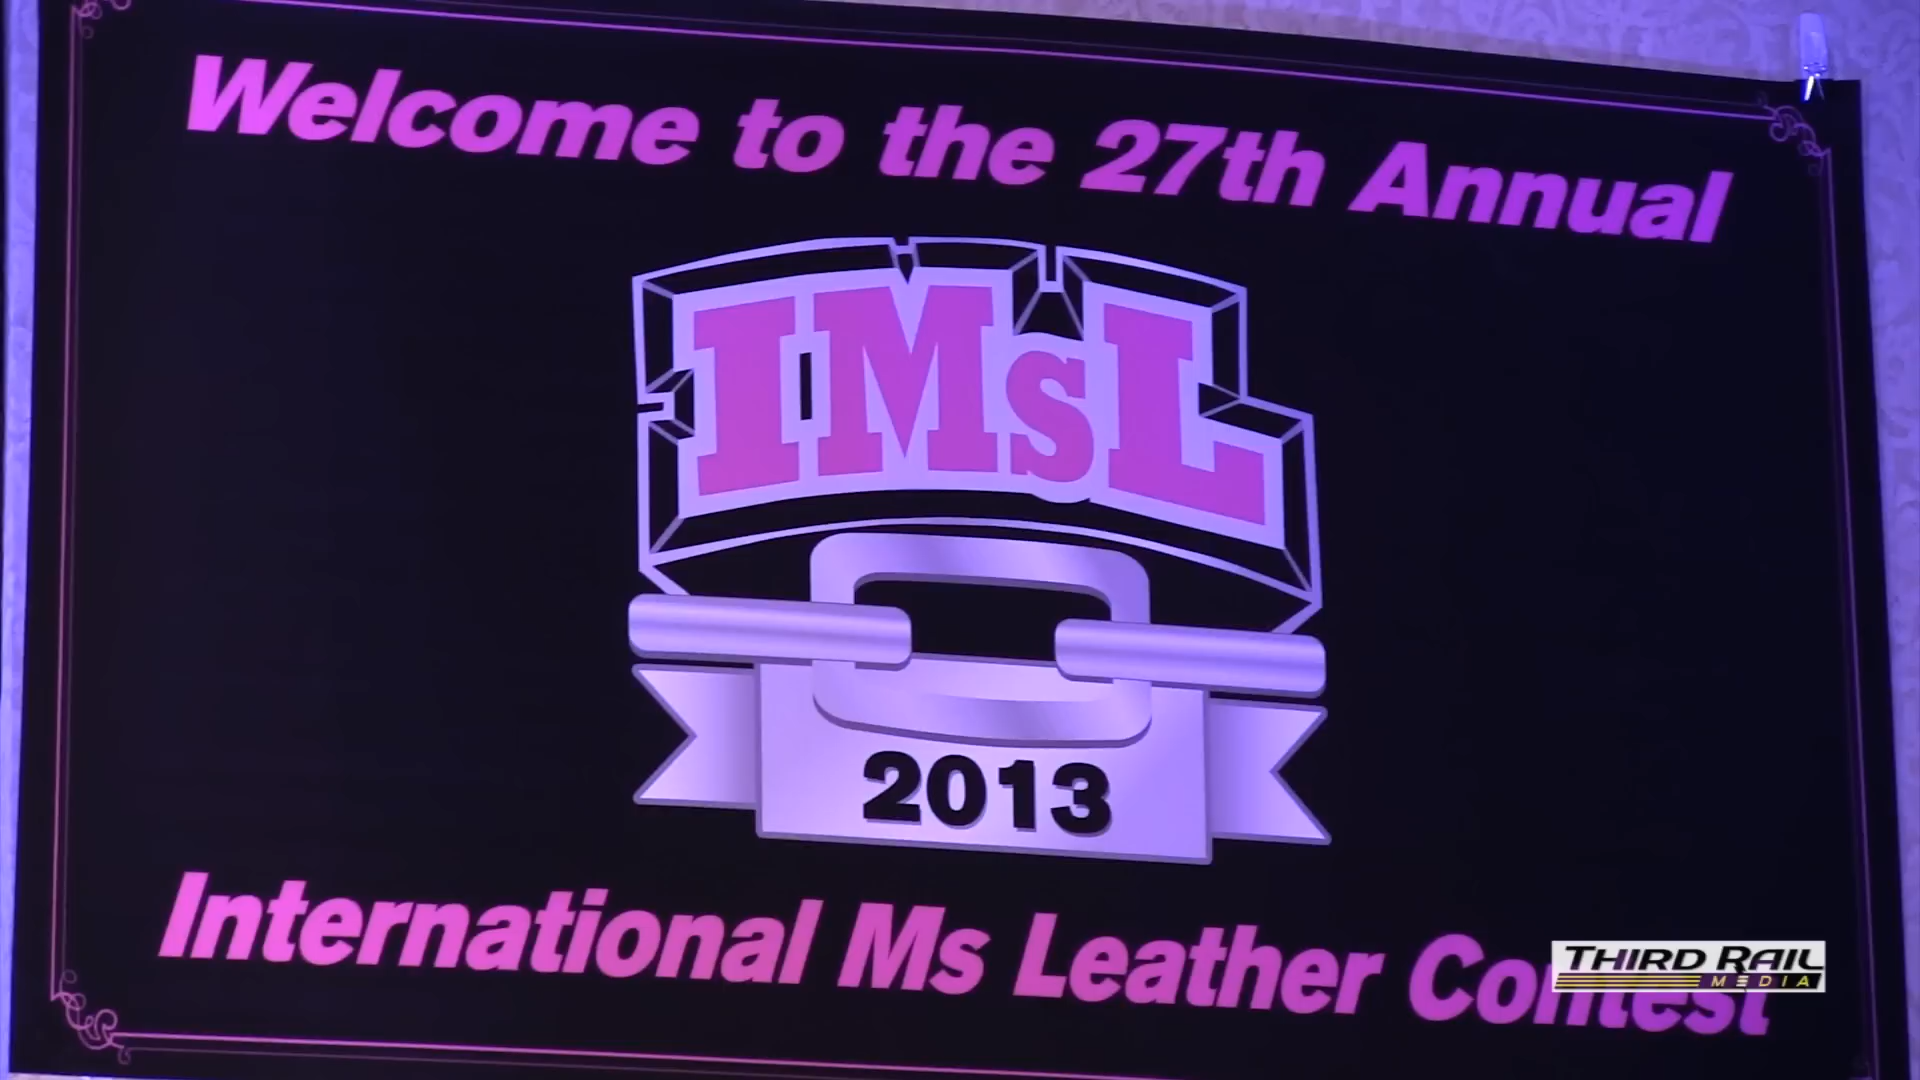 Welcome to the 27th Annual
IMsL
2013
International Ms Leather Contest
THIRD RAIL
MEDIA